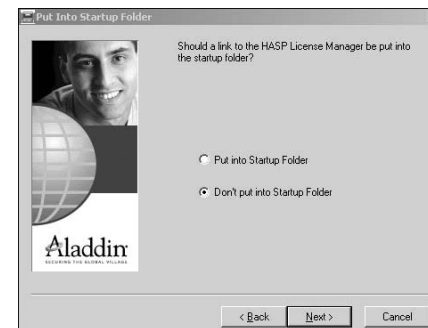 Put Into Startup Folder
Should a link to the HASP License Manager be put into
the startup folder?
Put into Startup Folder
Don't put into Startup Folder
Aladdin
SECURING THE GLOBAL VILLAGE
< Back
Next >
Cancel